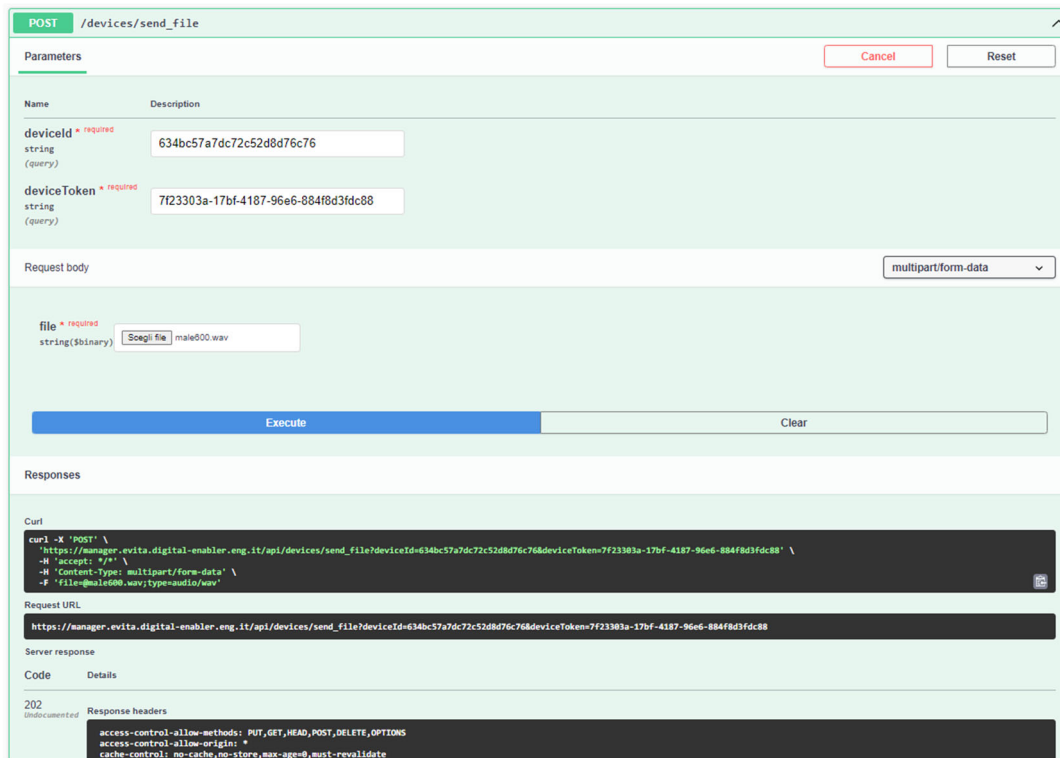 POST /devices/send_file
Parameters
Cancel
Reset
Name Description
deviceId * required
string
(query)
634bc57a7dc72c52d8d76c76
deviceToken * required
string
(query)
7f23303a-17bf-4187-96e6-884f8d3fdc88
Request body
multipart/form-data
file * required
string($binary)
Scegli file male600.wav
Execute
Clear
Responses
Curl
curl -X 'POST' \
'https://manager.evita.digital-enabler.eng.it/api/devices/send_file?deviceId=634bc57a7dc72c52d8d76c76&deviceToken=7f23303a-17bf-4187-96e6-884f8d3fdc88' \
-H 'accept: */*' \
-H 'Content-Type: multipart/form-data' \
-F 'file=@male600.wav;type=audio/wav'
Request URL
https://manager.evita.digital-enabler.eng.it/api/devices/send_file?deviceId=634bc57a7dc72c52d8d76c76&deviceToken=7f23303a-17bf-4187-96e6-884f8d3fdc88
Server response
Code Details
202
Undocumented
Response headers
access-control-allow-methods: PUT,GET,HEAD,POST,DELETE,OPTIONS
access-control-allow-origin: *
cache-control: no-cache,no-store,max-age=0,must-revalidate